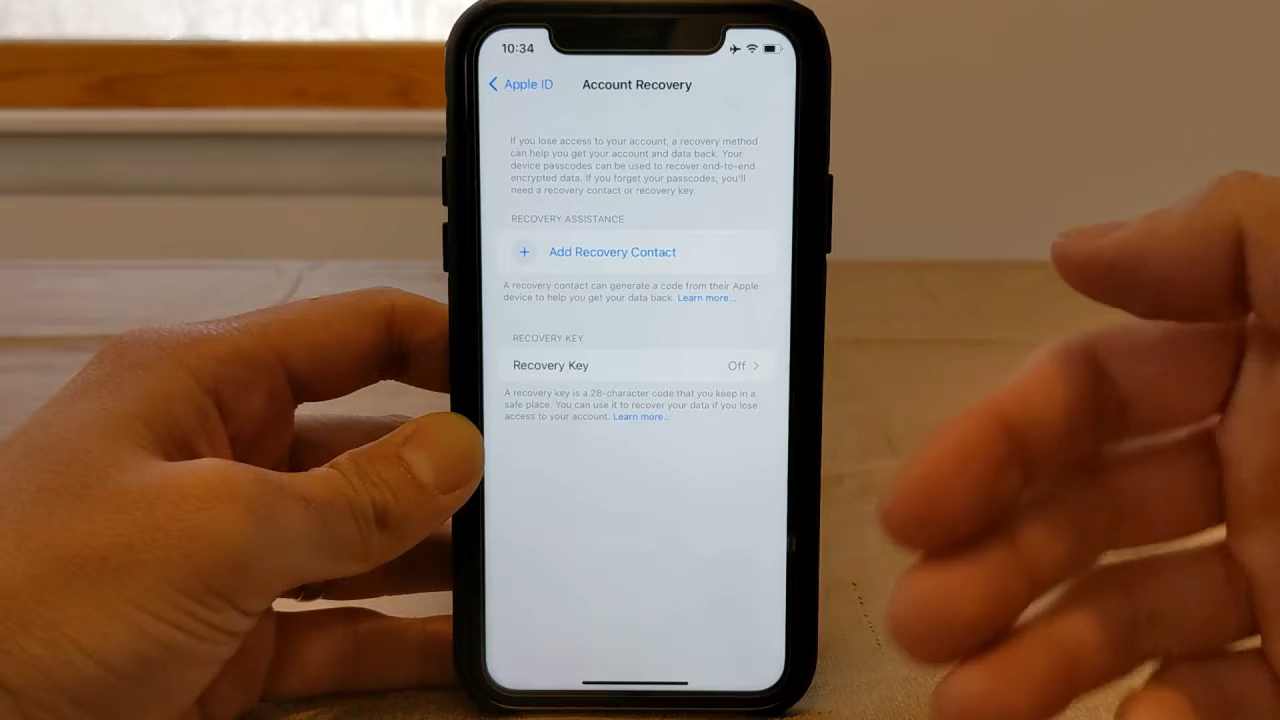 10:34
Apple ID Account Recovery
If you lose access to your account, a recovery method
can help you get your account and data back. Your
device passcodes can be used to recover end-to-end
encrypted data. If you forget your passcodes, you'll
need a recovery contact or recovery key.
RECOVERY ASSISTANCE
+ Add Recovery Contact
A recovery contact can generate a code from their Apple
device to help you get your data back. Learn more...
RECOVERY KEY
Recovery Key Off
A recovery key is a 28-character code that you keep in a
safe place. You can use it to recover your data if you lose
access to your account. Learn more...